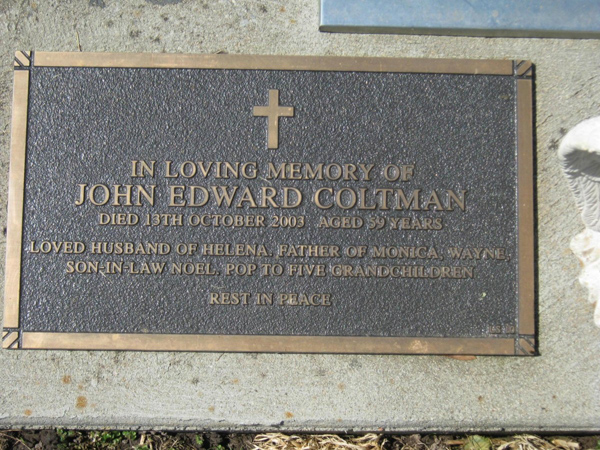 IN LOVING MEMORY OF
JOHN EDWARD COLTMAN
DIED 13TH OCTOBER 2003 AGED 59 YEARS
LOVED HUSBAND OF HELENA, FATHER OF MONICA, WAYNE,
SON-IN-LAW NOEL, POP TO FIVE GRANDCHILDREN
REST IN PEACE